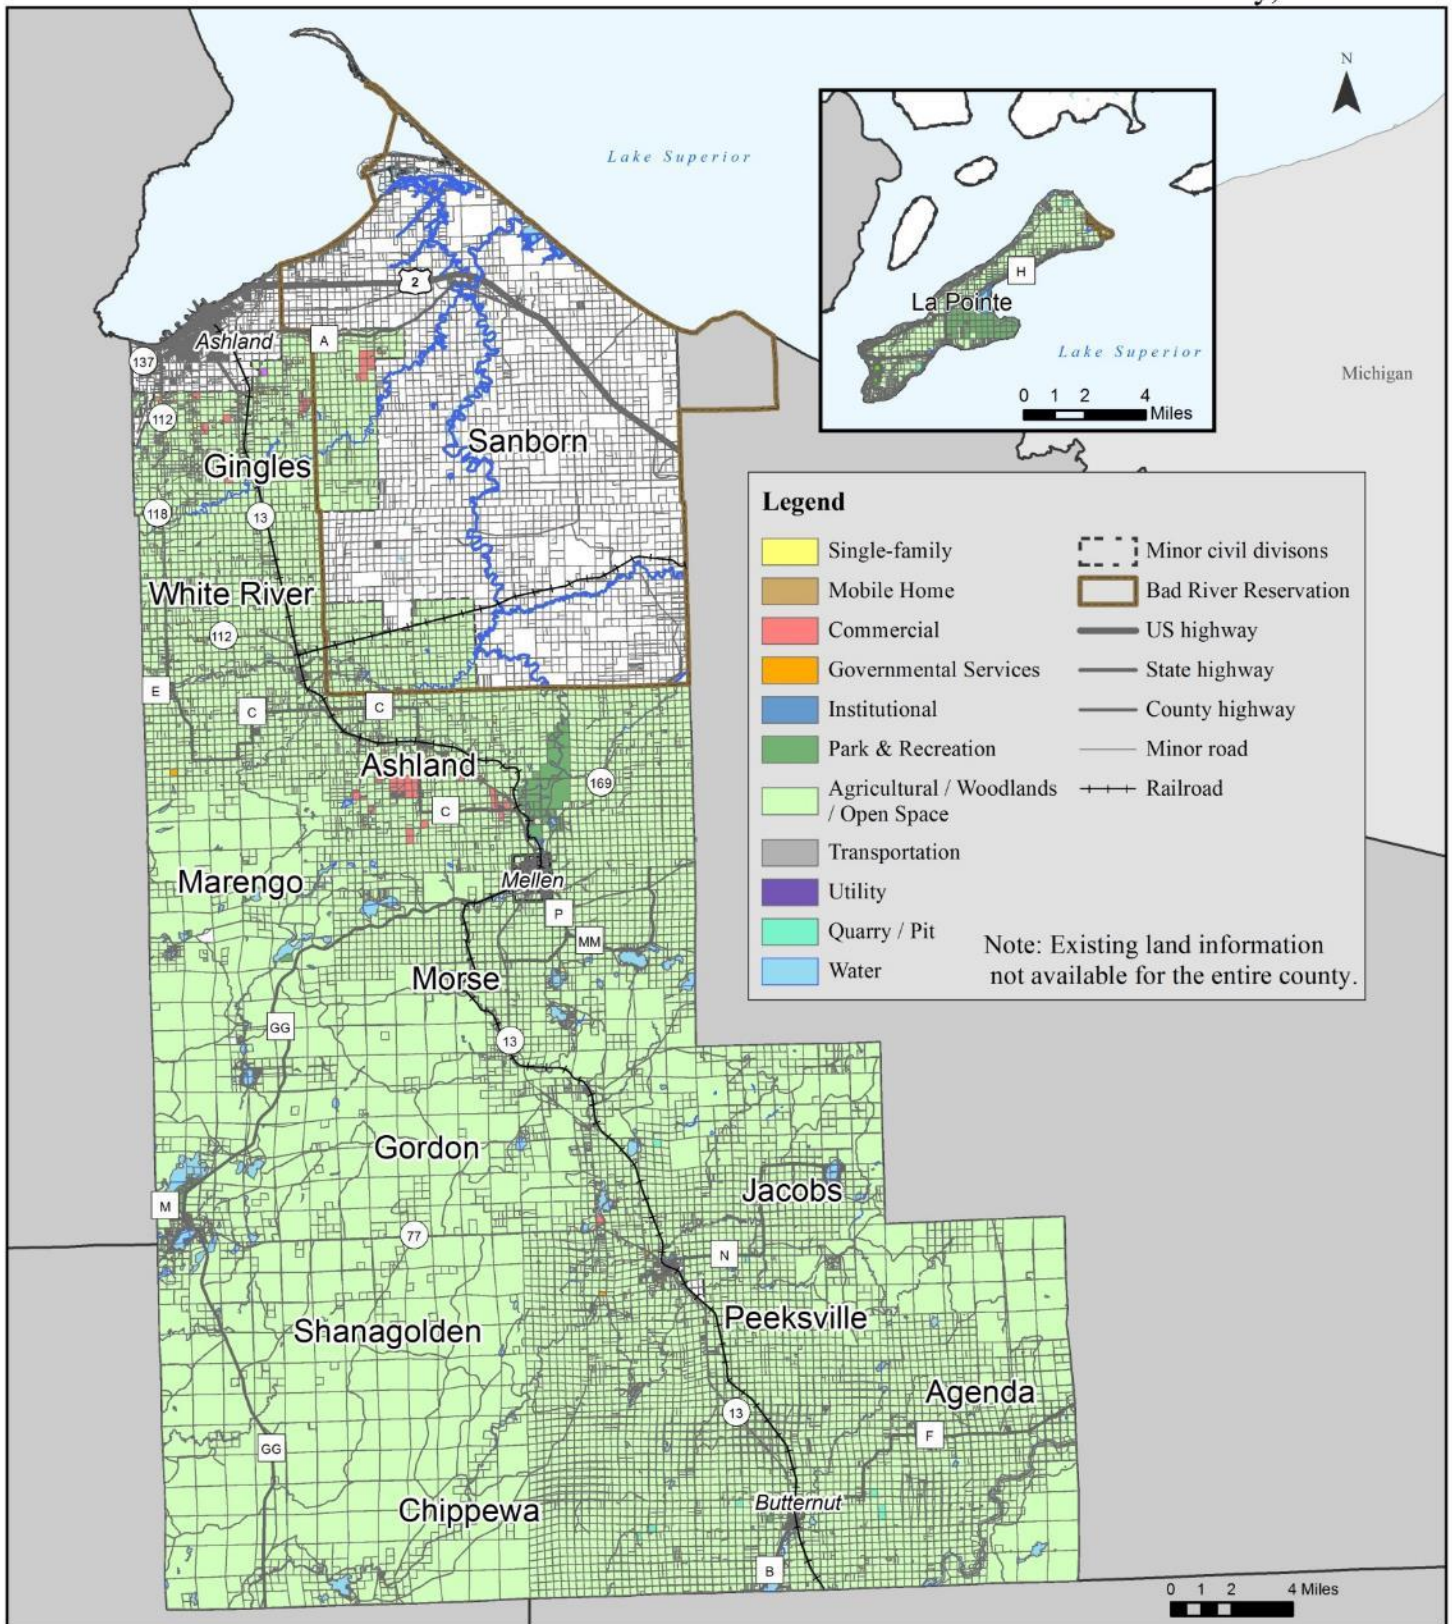 N
Lake Superior
H
La Pointe
Lake Superior
0 1 2 4
Miles
Michigan
2
Ashland
A
137
112
Sanborn
Gingles
118
13
White River
112
E
C
C
Ashland
169
C
Marengo
Mellen
P
MM
Morse
GG
13
Gordon
Jacobs
M
77
N
Peeksville
Shanagolden
Agenda
13
F
GG
Chippewa
Butternut
B
0 1 2 4 Miles
Legend
Single-family
Mobile Home
Commercial
Governmental Services
Institutional
Park & Recreation
Agricultural / Woodlands
/ Open Space
Transportation
Utility
Quarry / Pit
Water
Minor civil divisons
Bad River Reservation
US highway
State highway
County highway
Minor road
Railroad
Note: Existing land information
not available for the entire county.